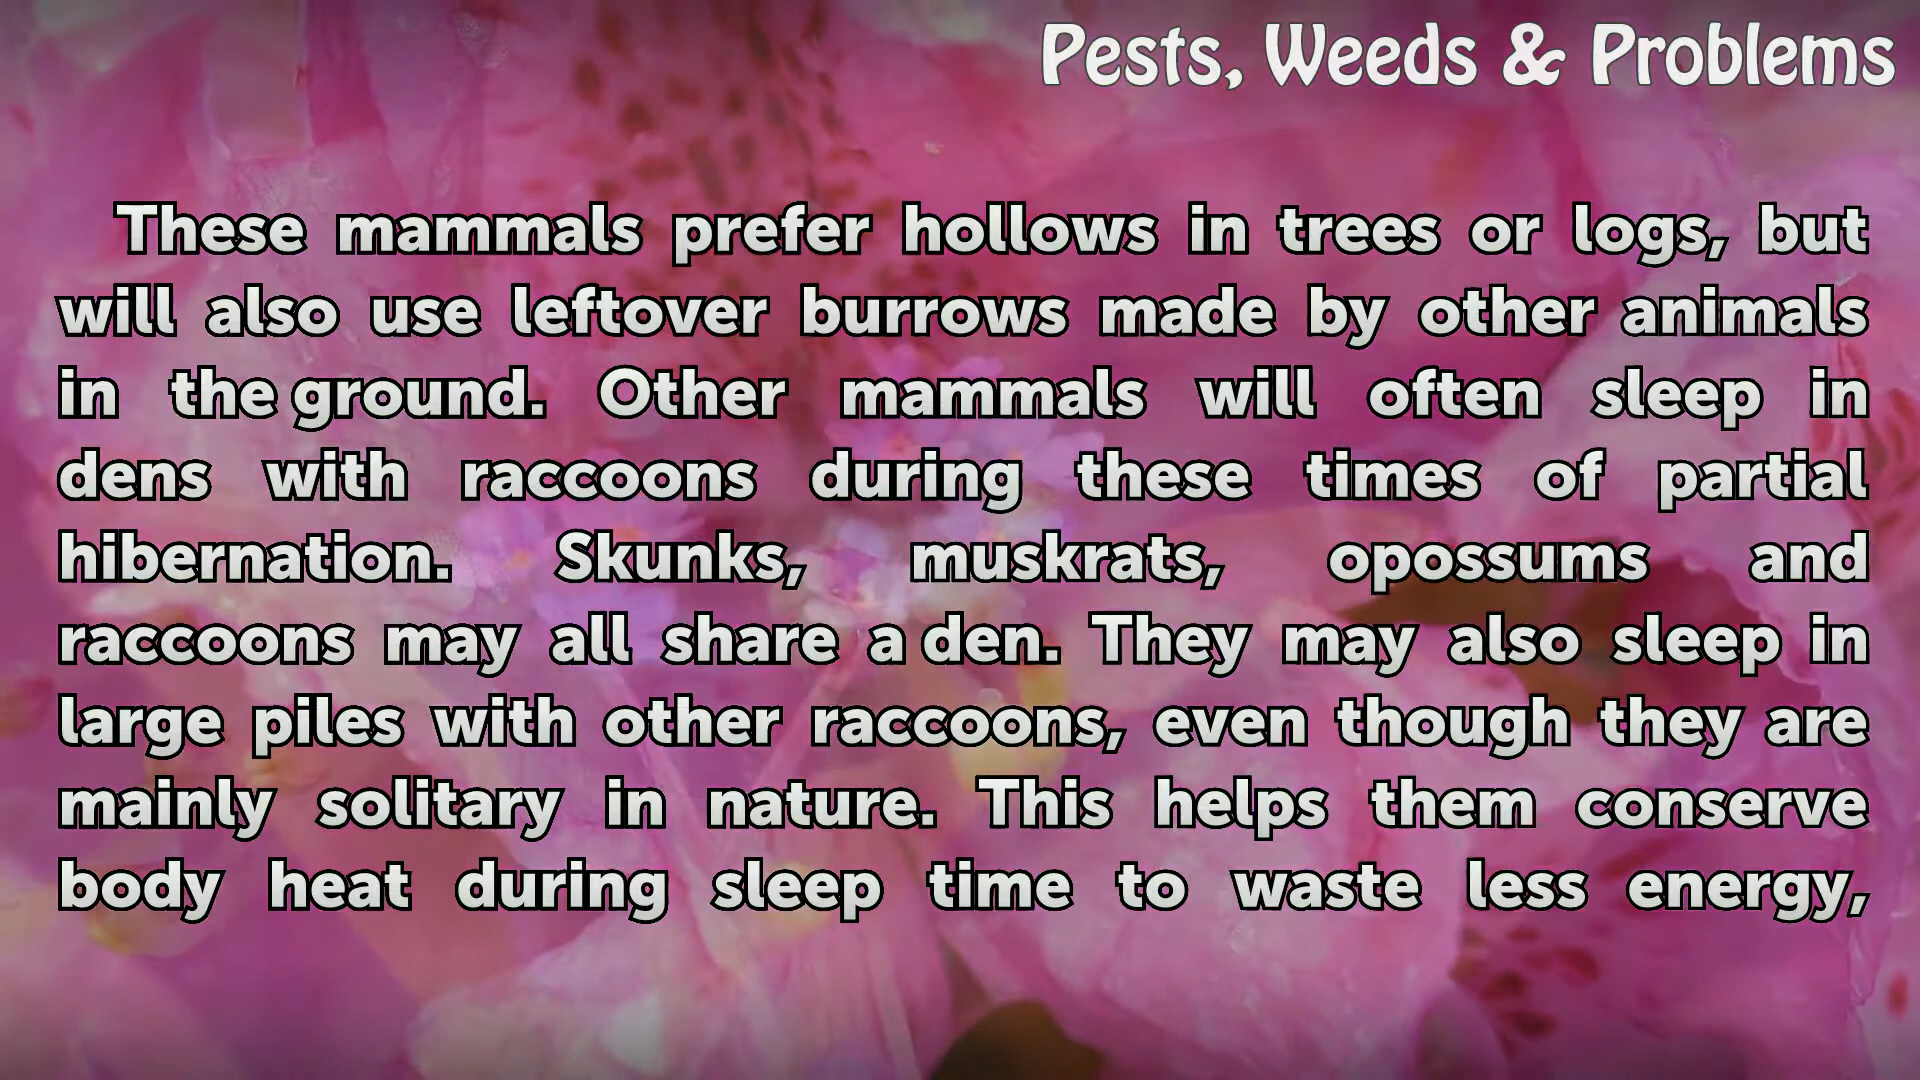 Pests, Weeds & Problems
These mammals prefer hollows in trees or logs, but
will also use leftover burrows made by other animals
in the ground. Other mammals will often sleep in
dens with raccoons during these times of partial
hibernation. Skunks, muskrats, opossums and
raccoons may all share a den. They may also sleep in
large piles with other raccoons, even though they are
mainly solitary in nature. This helps them conserve
body heat during sleep time to waste less energy,